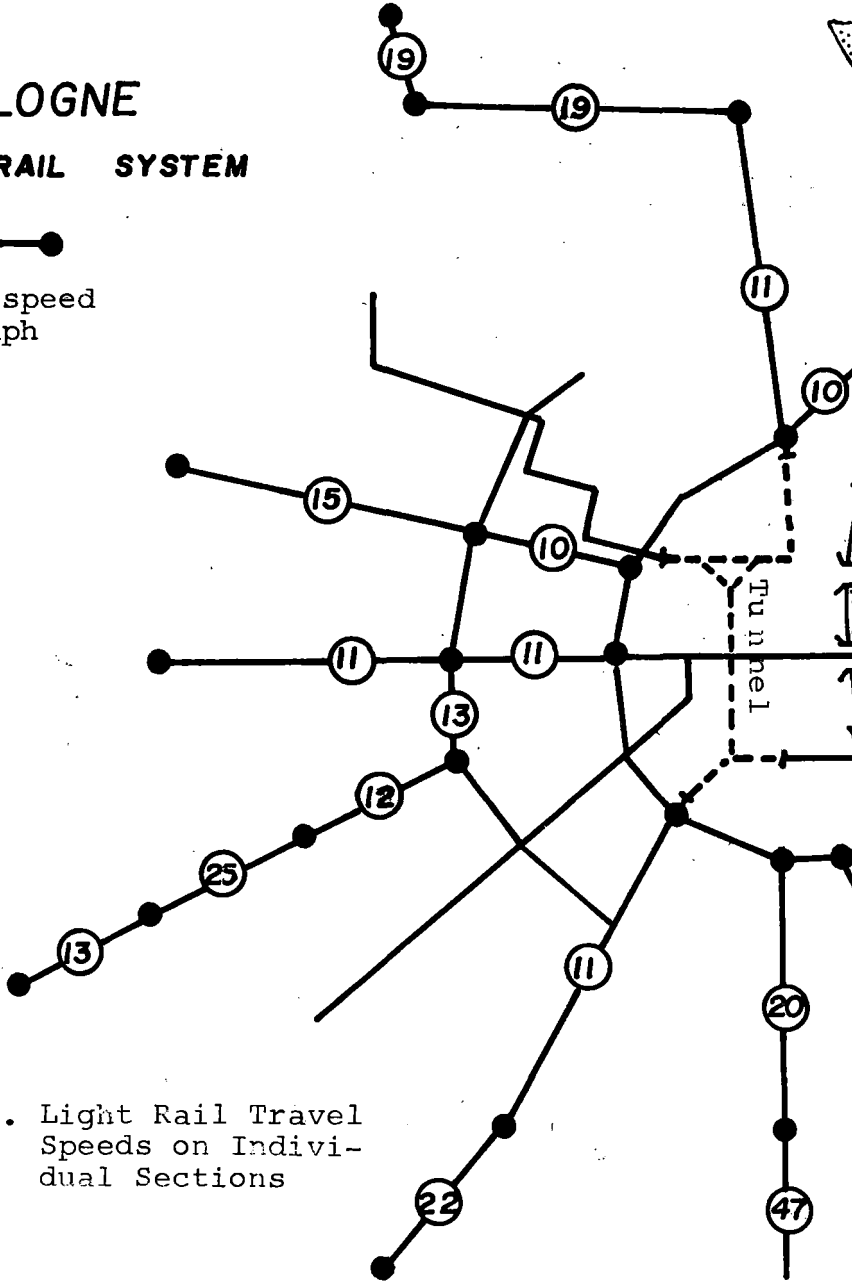 LOGNE
RAIL SYSTEM
speed
ph
19
19
11
10
15
10
Tunnel
11
11
13
12
25
13
11
20
22
47
. Light Rail Travel
Speeds on Indivi-
dual Sections